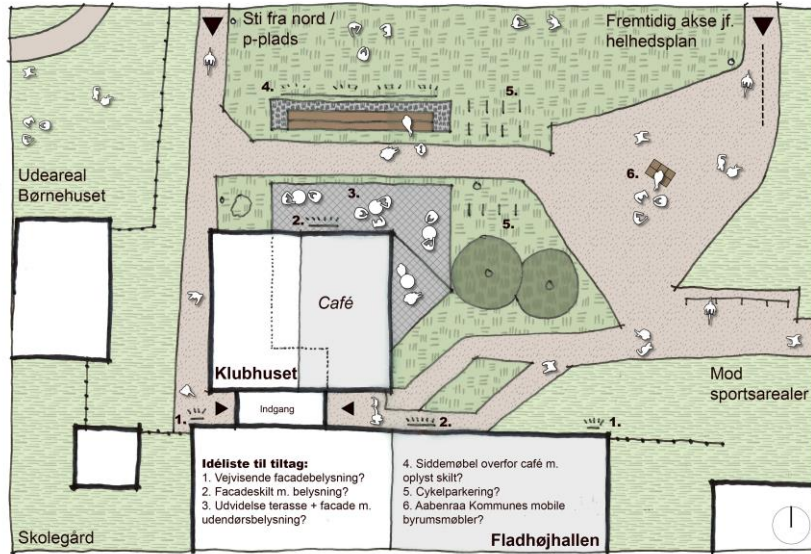 Sti fra nord /
p-plads
Fremtidig akse jf.
helhedsplan
4.
5.
6.
Udeareal
Børnehuset
3.
2.
5.
Café
Klubhuset
Mod
sportsarealer
1.
Indgang
2.
1.
Idéliste til tiltag:
1. Vejvisende facadebelysning?
2. Facadeskilt m. belysning?
3. Udvidelse terasse + facade m.
udendørsbelysning?
4. Siddemøbel overfor café m.
oplyst skilt?
5. Cykelparkering?
6. Aabenraa Kommunes mobile
byrumsmøbler?
Skolegård
Fladhøjhallen